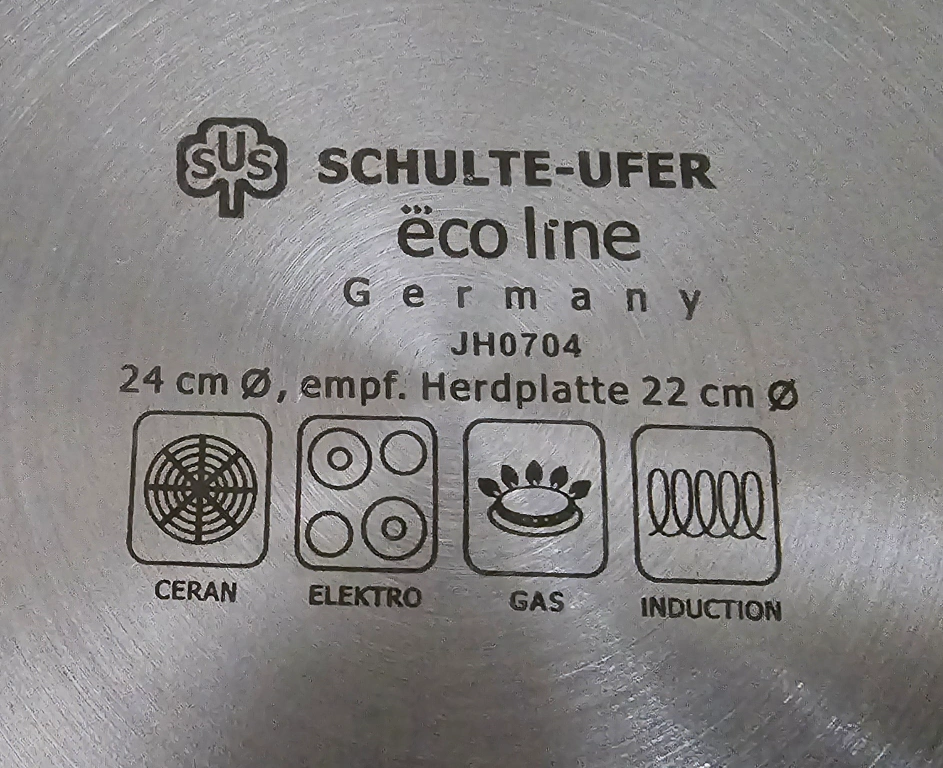 SUS SCHULTE-UFER
ëco line
Germany
JH0704
24 cm Ø, empf. Herdplatte 22 cm Ø
CERAN ELEKTRO GAS INDUCTION